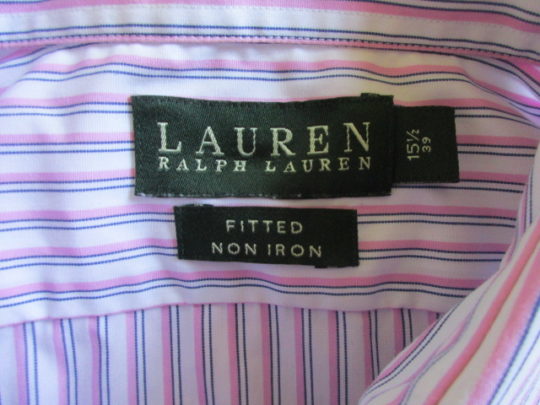 LAUREN
RALPH LAUREN
15½
39
FITTED
NON IRON